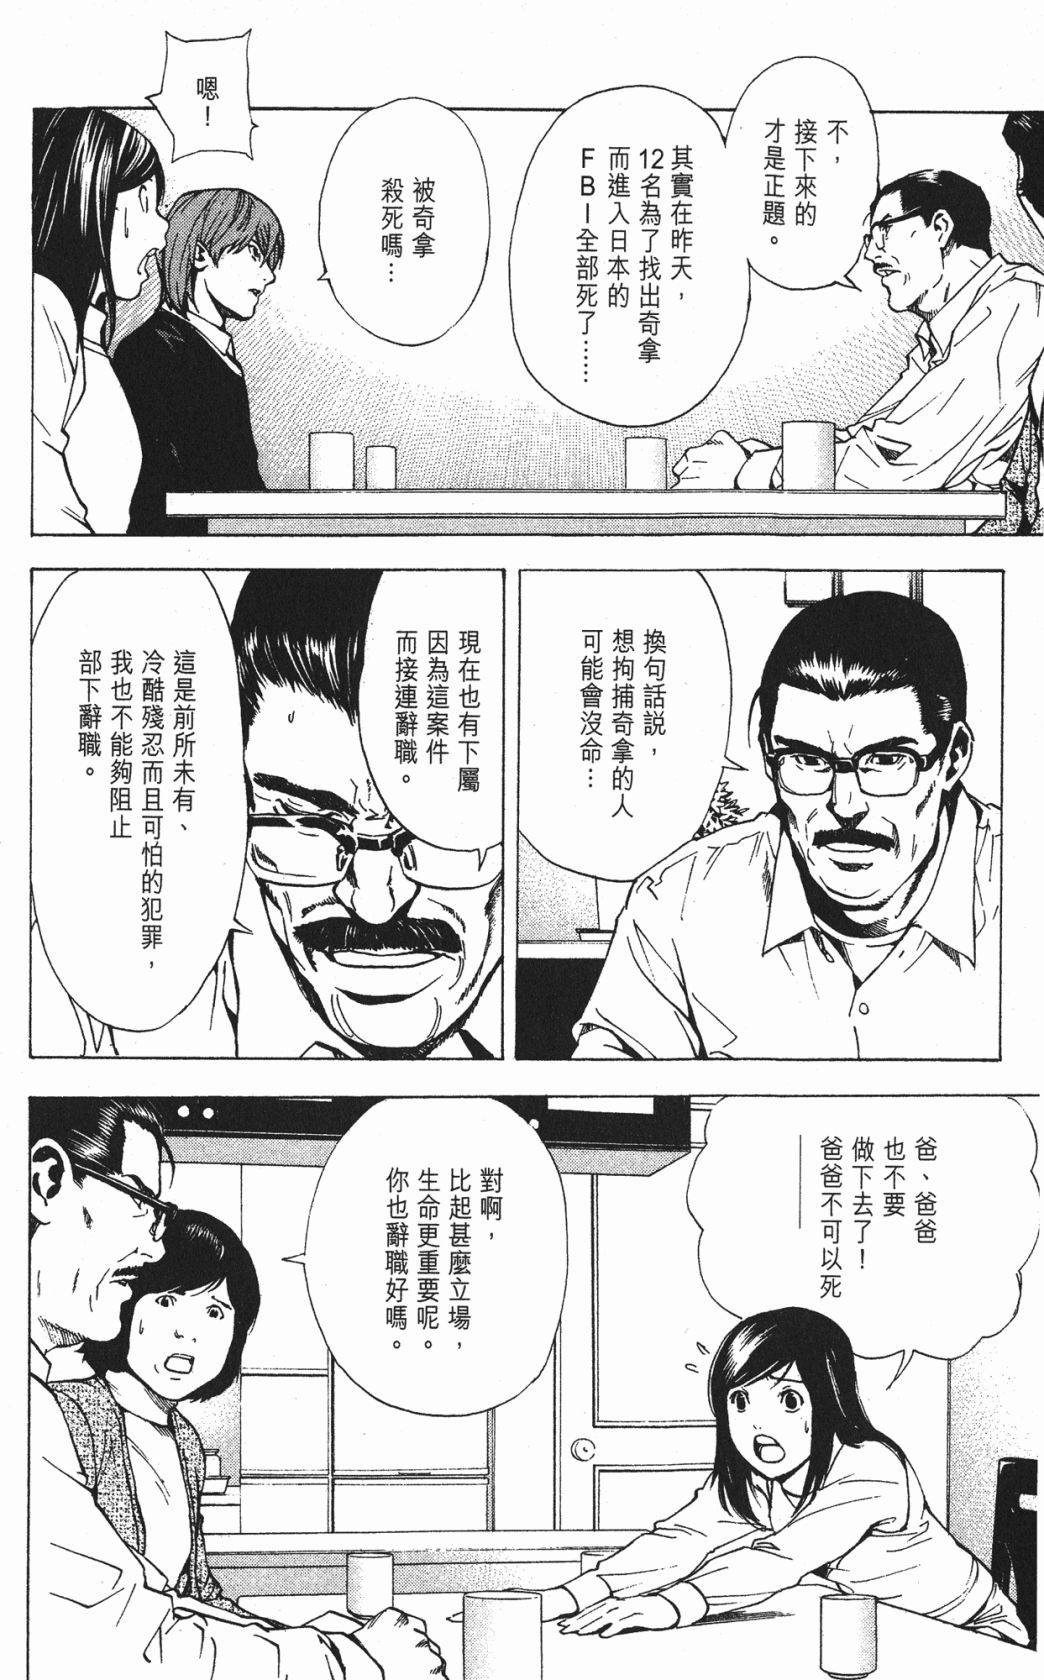 不，
接下來的
才是正題。
其實在昨天，
12名為了找出奇拿
而進入日本的
FBI全部死了……
被奇拿
殺死嗎…
嗯！
換句話說，
想拘捕奇拿的人
可能會沒命…
現在也有下屬
因為這案件
而接連辭職。
這是前所未有、
冷酷殘忍而且可怕的犯罪，
我也不能夠阻止
部下辭職。
爸、爸爸
也不要
做下去了！
爸爸不可以死
——
對啊，
比起甚麼立場，
生命更重要呢。
你也辭職好嗎。